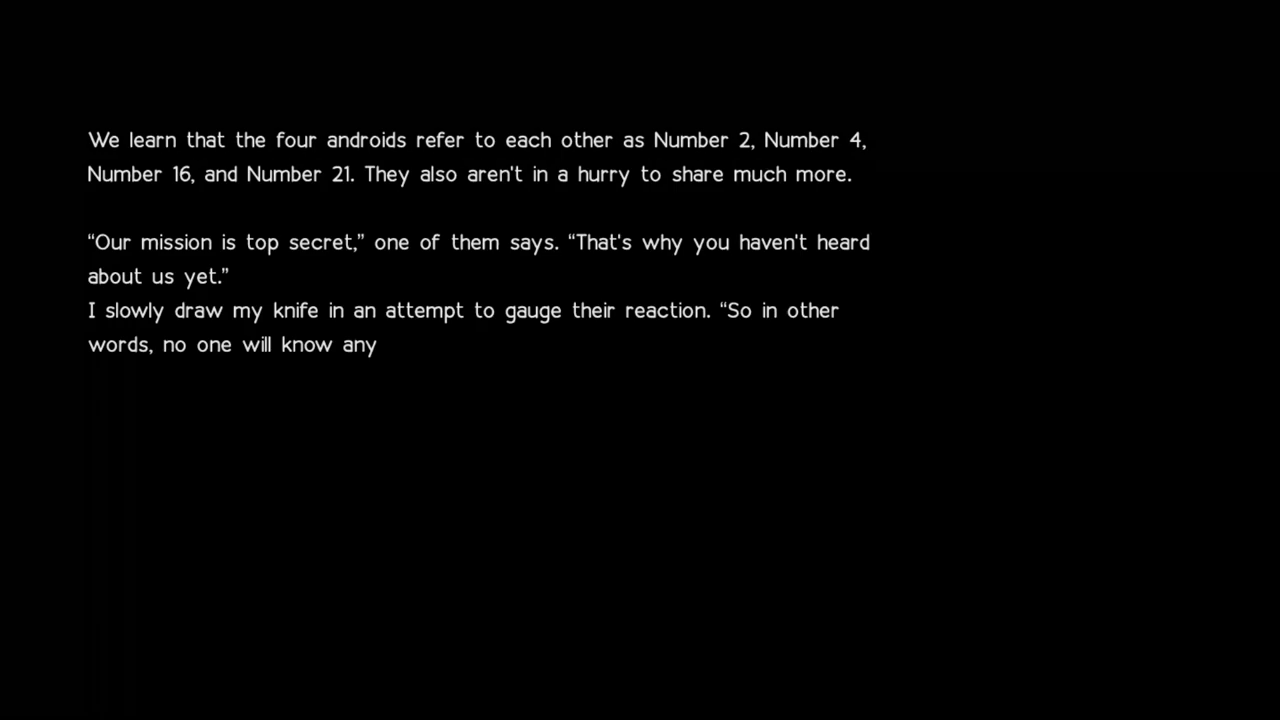 We learn that the four androids refer to each other as Number 2, Number 4,
Number 16, and Number 21. They also aren't in a hurry to share much more.
“Our mission is top secret,” one of them says. “That's why you haven't heard
about us yet.”
I slowly draw my knife in an attempt to gauge their reaction. “So in other
words, no one will know any